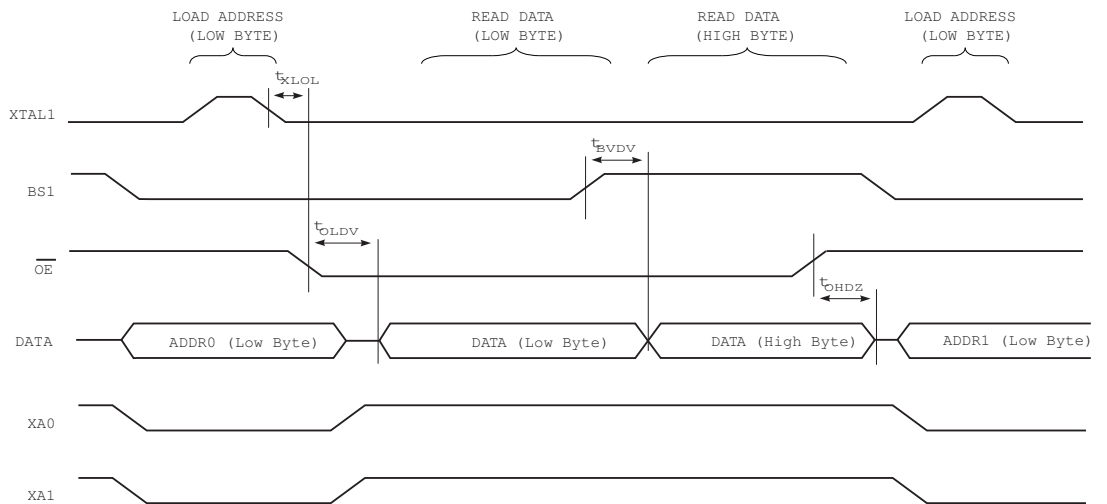 LOAD ADDRESS
(LOW BYTE)
READ DATA
(LOW BYTE)
READ DATA
(HIGH BYTE)
LOAD ADDRESS
(LOW BYTE)
tXLOL
XTAL1
tBVDV
BS1
tOLDV
OE
tOHDZ
DATA
ADDR0 (Low Byte)
DATA (Low Byte)
DATA (High Byte)
ADDR1 (Low Byte)
XA0
XA1